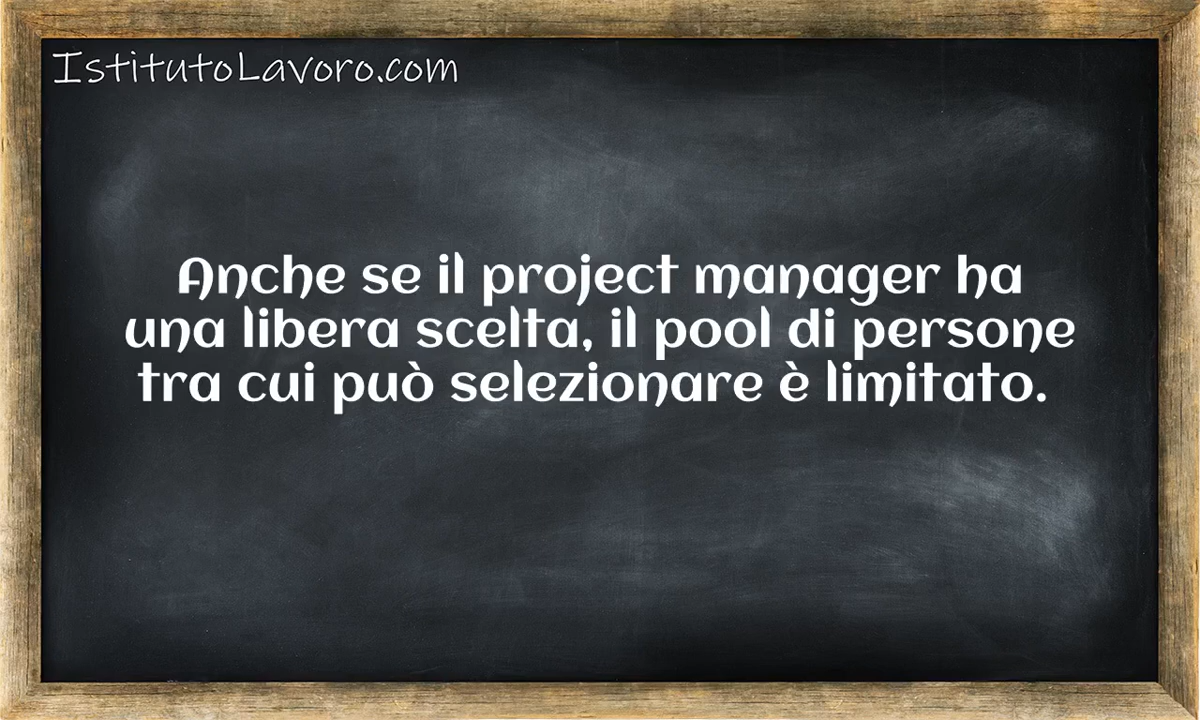 IstitutoLavoro.com
Anche se il project manager ha
una libera scelta, il pool di persone
tra cui può selezionare è limitato.